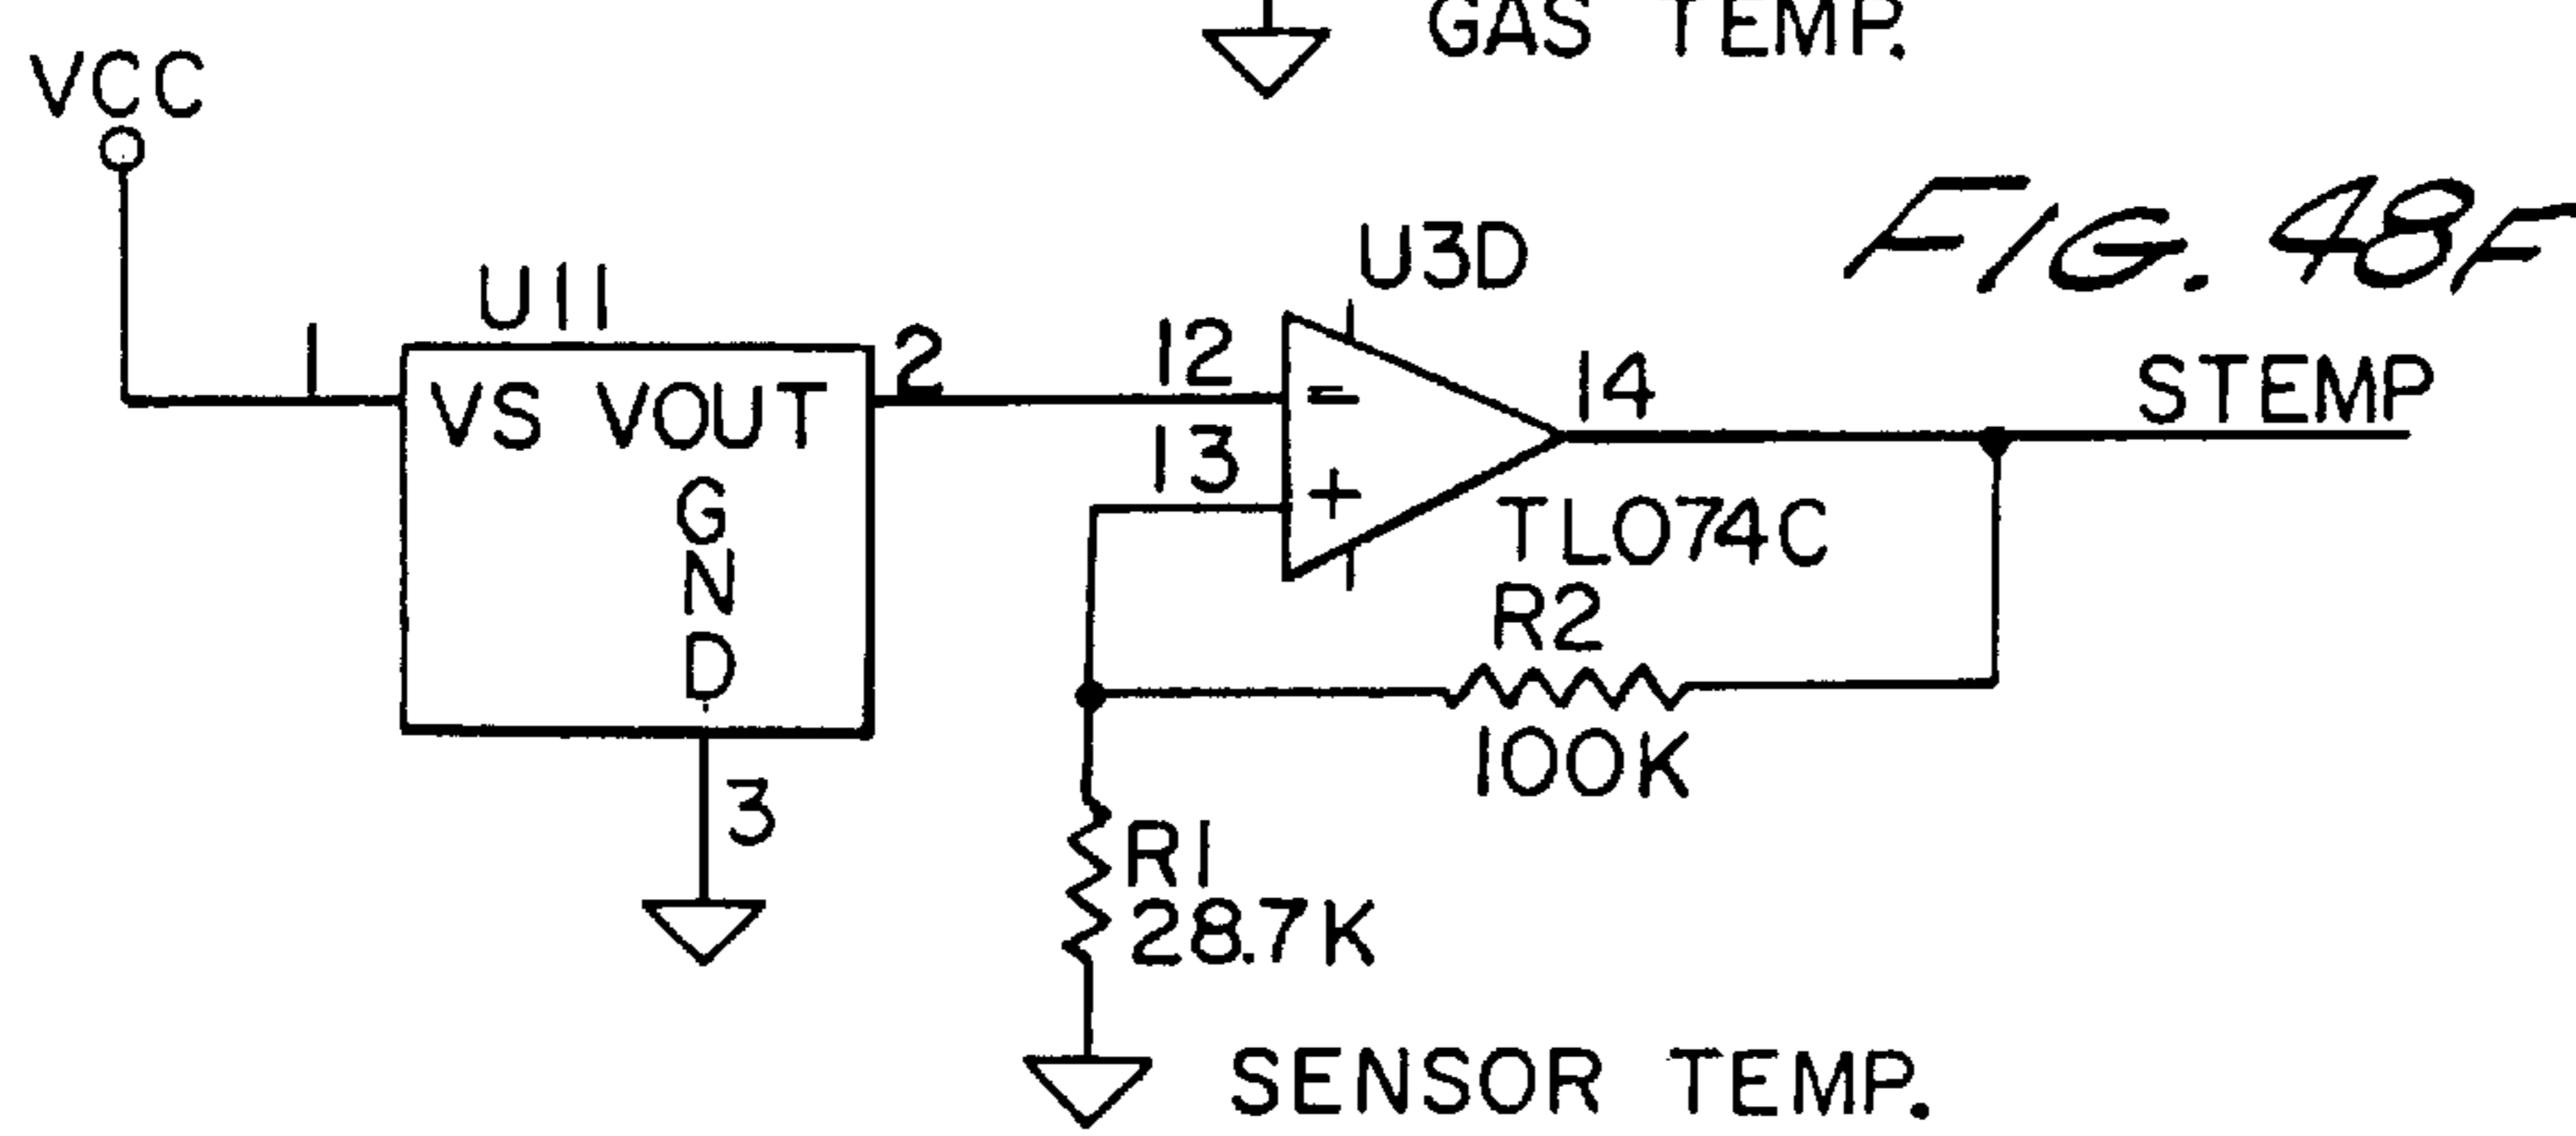 GAS TEMP.
VCC
FIG. 48F
U3D
U11
1
2
12
14
STEMP
VS VOUT
13
GND
TL074C
R2
100K
3
R1
28.7K
SENSOR TEMP.